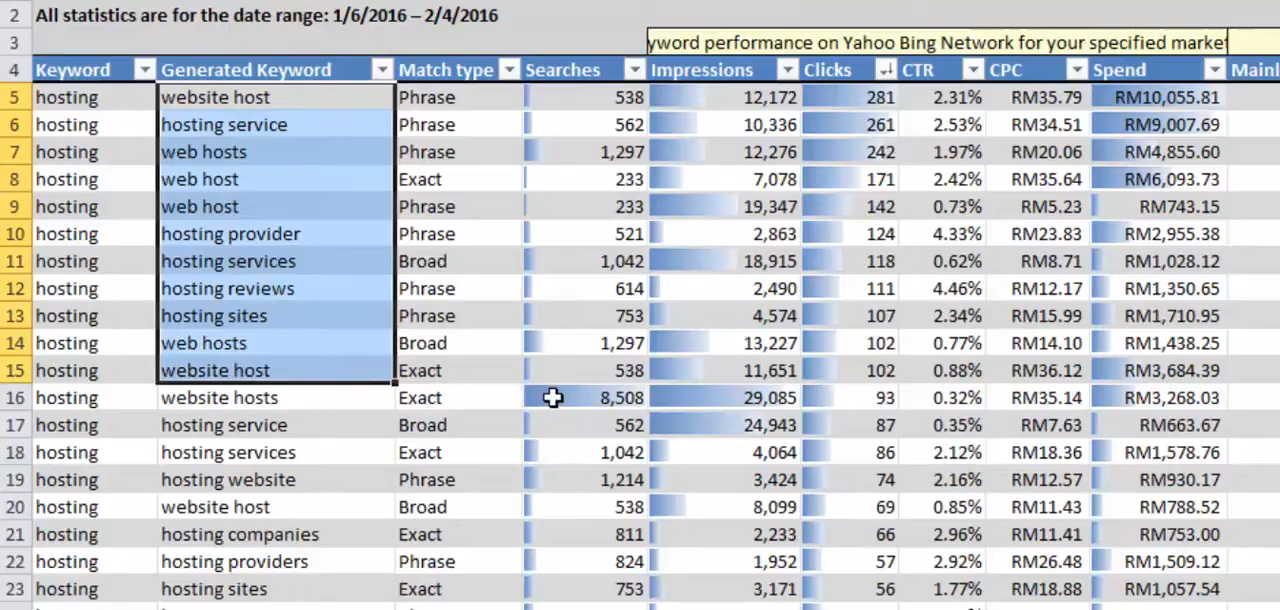 2 All statistics are for the date range: 1/6/2016 – 2/4/2016
3 yword performance on Yahoo Bing Network for your specified market
4 Keyword Generated Keyword Match type Searches Impressions Clicks CTR CPC Spend Mainl
5 hosting website host Phrase 538 12,172 281 2.31% RM35.79 RM10,055.81
6 hosting hosting service Phrase 562 10,336 261 2.53% RM34.51 RM9,007.69
7 hosting web hosts Phrase 1,297 12,276 242 1.97% RM20.06 RM4,855.60
8 hosting web host Exact 233 7,078 171 2.42% RM35.64 RM6,093.73
9 hosting web host Phrase 233 19,347 142 0.73% RM5.23 RM743.15
10 hosting hosting provider Phrase 521 2,863 124 4.33% RM23.83 RM2,955.38
11 hosting hosting services Broad 1,042 18,915 118 0.62% RM8.71 RM1,028.12
12 hosting hosting reviews Phrase 614 2,490 111 4.46% RM12.17 RM1,350.65
13 hosting hosting sites Phrase 753 4,574 107 2.34% RM15.99 RM1,710.95
14 hosting web hosts Broad 1,297 13,227 102 0.77% RM14.10 RM1,438.25
15 hosting website host Exact 538 11,651 102 0.88% RM36.12 RM3,684.39
16 hosting website hosts Exact 8,508 29,085 93 0.32% RM35.14 RM3,268.03
17 hosting hosting service Broad 562 24,943 87 0.35% RM7.63 RM663.67
18 hosting hosting services Exact 1,042 4,064 86 2.12% RM18.36 RM1,578.76
19 hosting hosting website Phrase 1,214 3,424 74 2.16% RM12.57 RM930.17
20 hosting website host Broad 538 8,099 69 0.85% RM11.43 RM788.52
21 hosting hosting companies Exact 811 2,233 66 2.96% RM11.41 RM753.00
22 hosting hosting providers Phrase 824 1,952 57 2.92% RM26.48 RM1,509.12
23 hosting hosting sites Exact 753 3,171 56 1.77% RM18.88 RM1,057.54